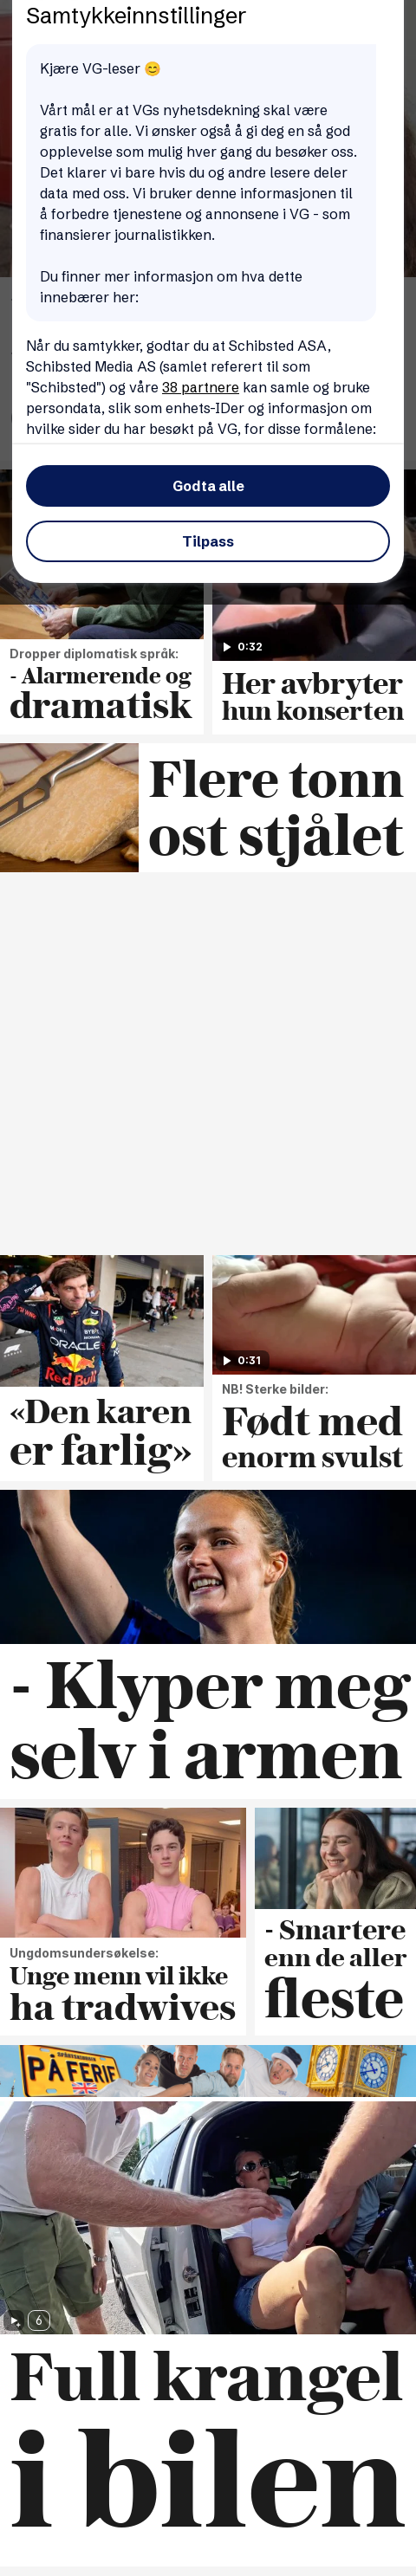 Samtykkeinnstillinger
Kjære VG-leser 😊
Vårt mål er at VGs nyhetsdekning skal være
gratis for alle. Vi ønsker også å gi deg en så god
opplevelse som mulig hver gang du besøker oss.
Det klarer vi bare hvis du og andre lesere deler
data med oss. Vi bruker denne informasjonen til
å forbedre tjenestene og annonsene i VG - som
finansierer journalistikken.
Du finner mer informasjon om hva dette
innebærer her:
Når du samtykker, godtar du at Schibsted ASA,
Schibsted Media AS (samlet referert til som
"Schibsted") og våre 38 partnere kan samle og bruke
persondata, slik som enhets-IDer og informasjon om
hvilke sider du har besøkt på VG, for disse formålene:
Godta alle
Tilpass
Dropper diplomatisk språk:
- Alarmerende og
dramatisk
0:32
Her avbryter
hun konserten
Flere tonn
ost stjålet
Red Bull
«Den karen
er farlig»
0:31
NB! Sterke bilder:
Født med
enorm svulst
- Klyper meg
selv i armen
Ungdomsundersøkelse:
Unge menn vil ikke
ha tradwives
- Smartere
enn de aller
fleste
PÅ FERIE
6
Full krangel
i bilen